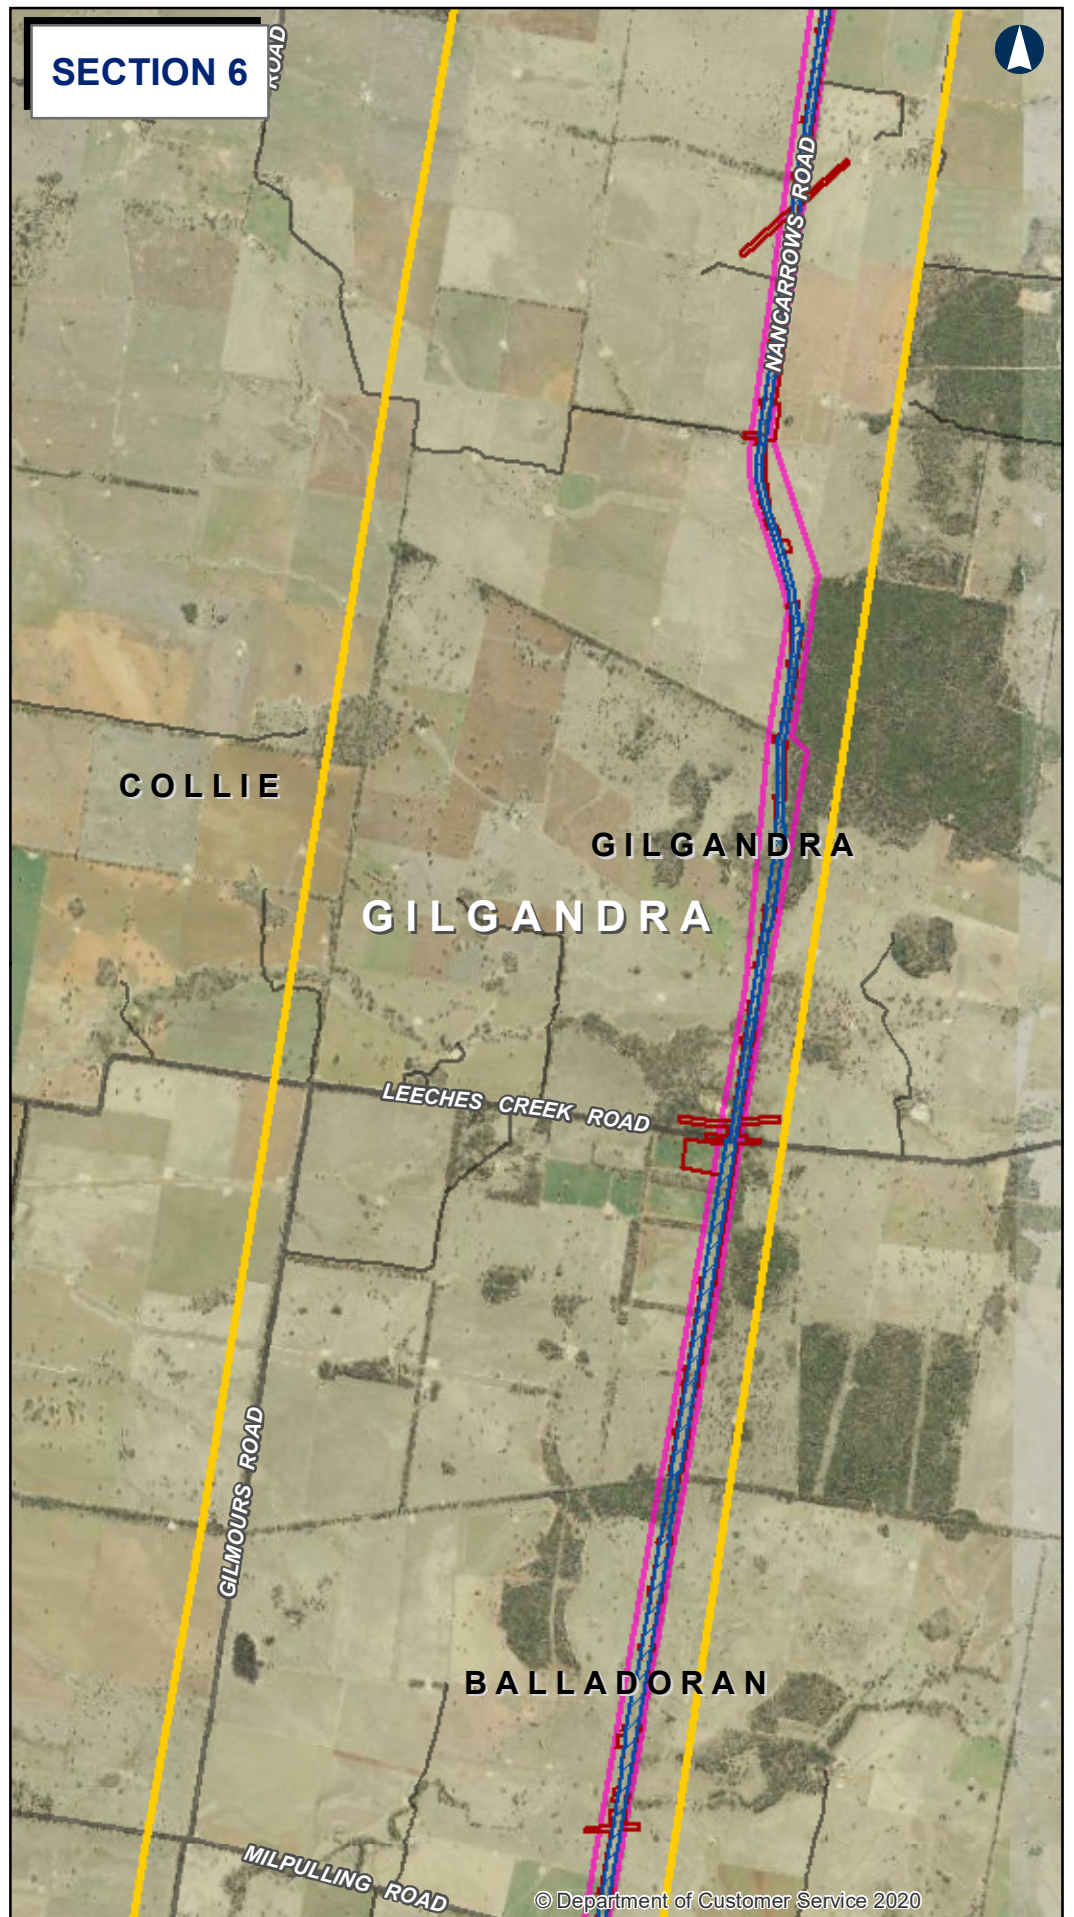 SECTION 6
ROAD
NANCARROWS ROAD
COLLIE
GILGANDRA
GILGANDRA
LEECHES CREEK ROAD
GILMOURS ROAD
BALLADORAN
MILPULLING ROAD
© Department of Customer Service 2020